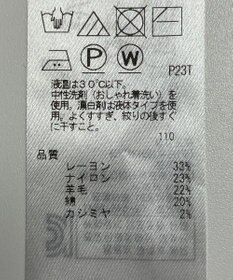 P23T
液温は30℃以下。
中性洗剤(おしゃれ着洗い)を
使用。漂白剤は液体タイプを使
用。よくすすぎ、絞りの後すぐ
に干すこと。
110
品質
レーヨン 33%
ナイロン 23%
羊毛 22%
綿 20%
カシミヤ 2%